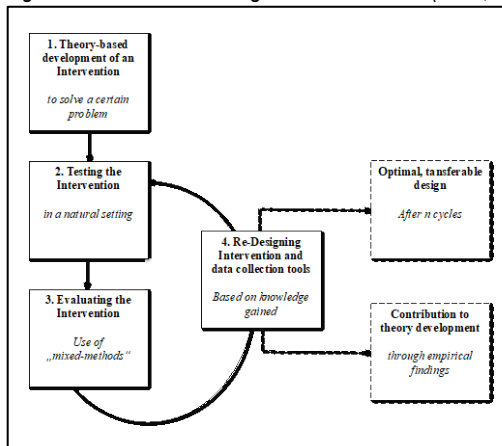 1. Theory-based
development of an
Intervention
to solve a certain
problem
2. Testing the
Intervention
in a natural setting
3. Evaluating the
Intervention
Use of
„mixed-methods“
4. Re-Designing
Intervention and
data collection tools
Based on knowledge
gained
Optimal, tansferable
design
After n cycles
Contribution to
theory development
through empirical
findings